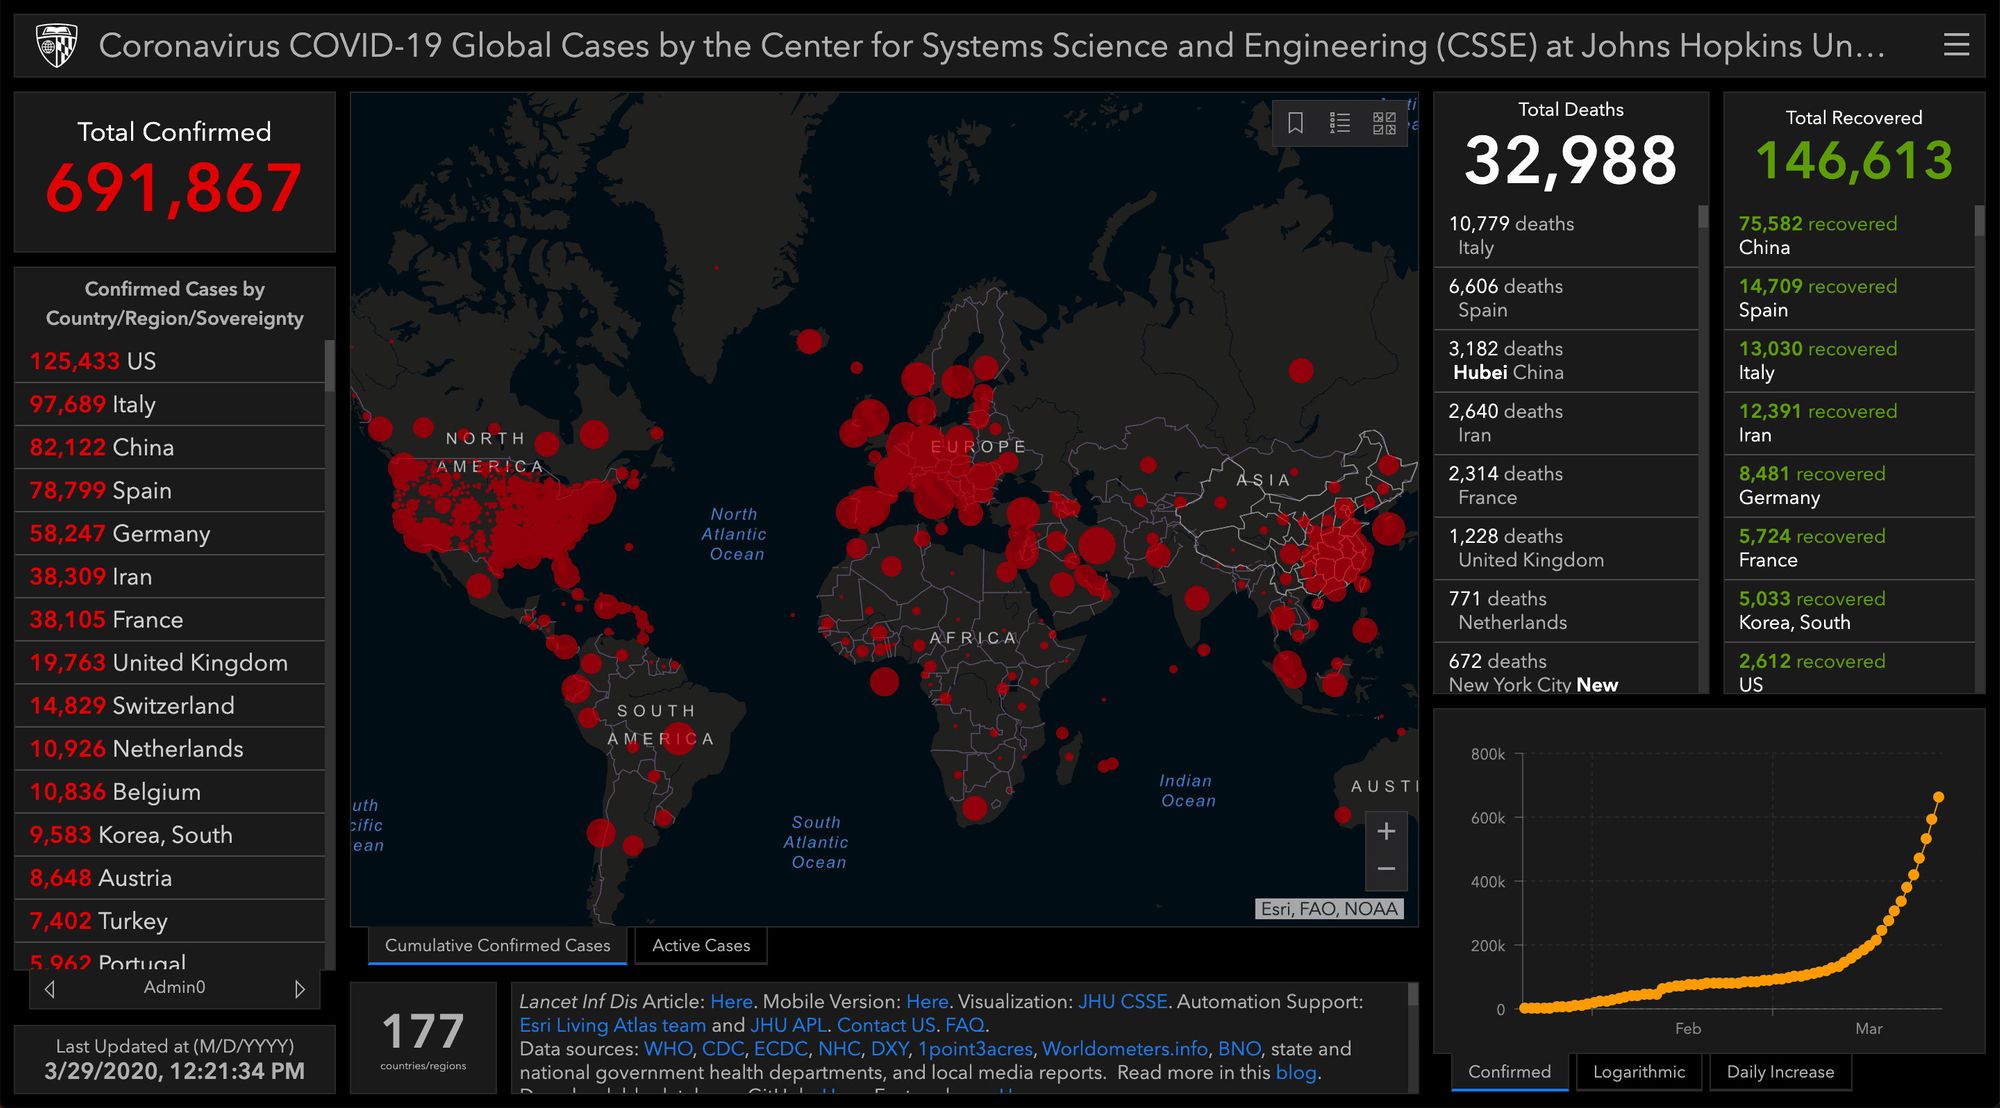 Coronavirus COVID-19 Global Cases by the Center for Systems Science and Engineering (CSSE) at Johns Hopkins Un...
Total Confirmed
691,867
Confirmed Cases by
Country/Region/Sovereignty
125,433 US
97,689 Italy
82,122 China
78,799 Spain
58,247 Germany
38,309 Iran
38,105 France
19,763 United Kingdom
14,829 Switzerland
10,926 Netherlands
10,836 Belgium
9,583 Korea, South
8,648 Austria
7,402 Turkey
5,962 Portugal
Admin0
Last Updated at (M/D/YYYY)
3/29/2020, 12:21:34 PM
NORTH
AMERICA
EUROPE
ASIA
North
Atlantic
Ocean
AFRICA
SOUTH
AMERICA
Indian
Ocean
AUSTI
South
Atlantic
Ocean
uth
cific
ean
+
−
Esri, FAO, NOAA
Cumulative Confirmed Cases
Active Cases
177
countries/regions
Lancet Inf Dis Article: Here. Mobile Version: Here. Visualization: JHU CSSE. Automation Support:
Esri Living Atlas team and JHU APL. Contact US. FAQ.
Data sources: WHO, CDC, ECDC, NHC, DXY, 1point3acres, Worldometers.info, BNO, state and
national government health departments, and local media reports. Read more in this blog.
Total Deaths
32,988
10,779 deaths
Italy
6,606 deaths
Spain
3,182 deaths
Hubei China
2,640 deaths
Iran
2,314 deaths
France
1,228 deaths
United Kingdom
771 deaths
Netherlands
672 deaths
New York City New
Total Recovered
146,613
75,582 recovered
China
14,709 recovered
Spain
13,030 recovered
Italy
12,391 recovered
Iran
8,481 recovered
Germany
5,724 recovered
France
5,033 recovered
Korea, South
2,612 recovered
US
800k
600k
400k
200k
0
Feb
Mar
Confirmed
Logarithmic
Daily Increase